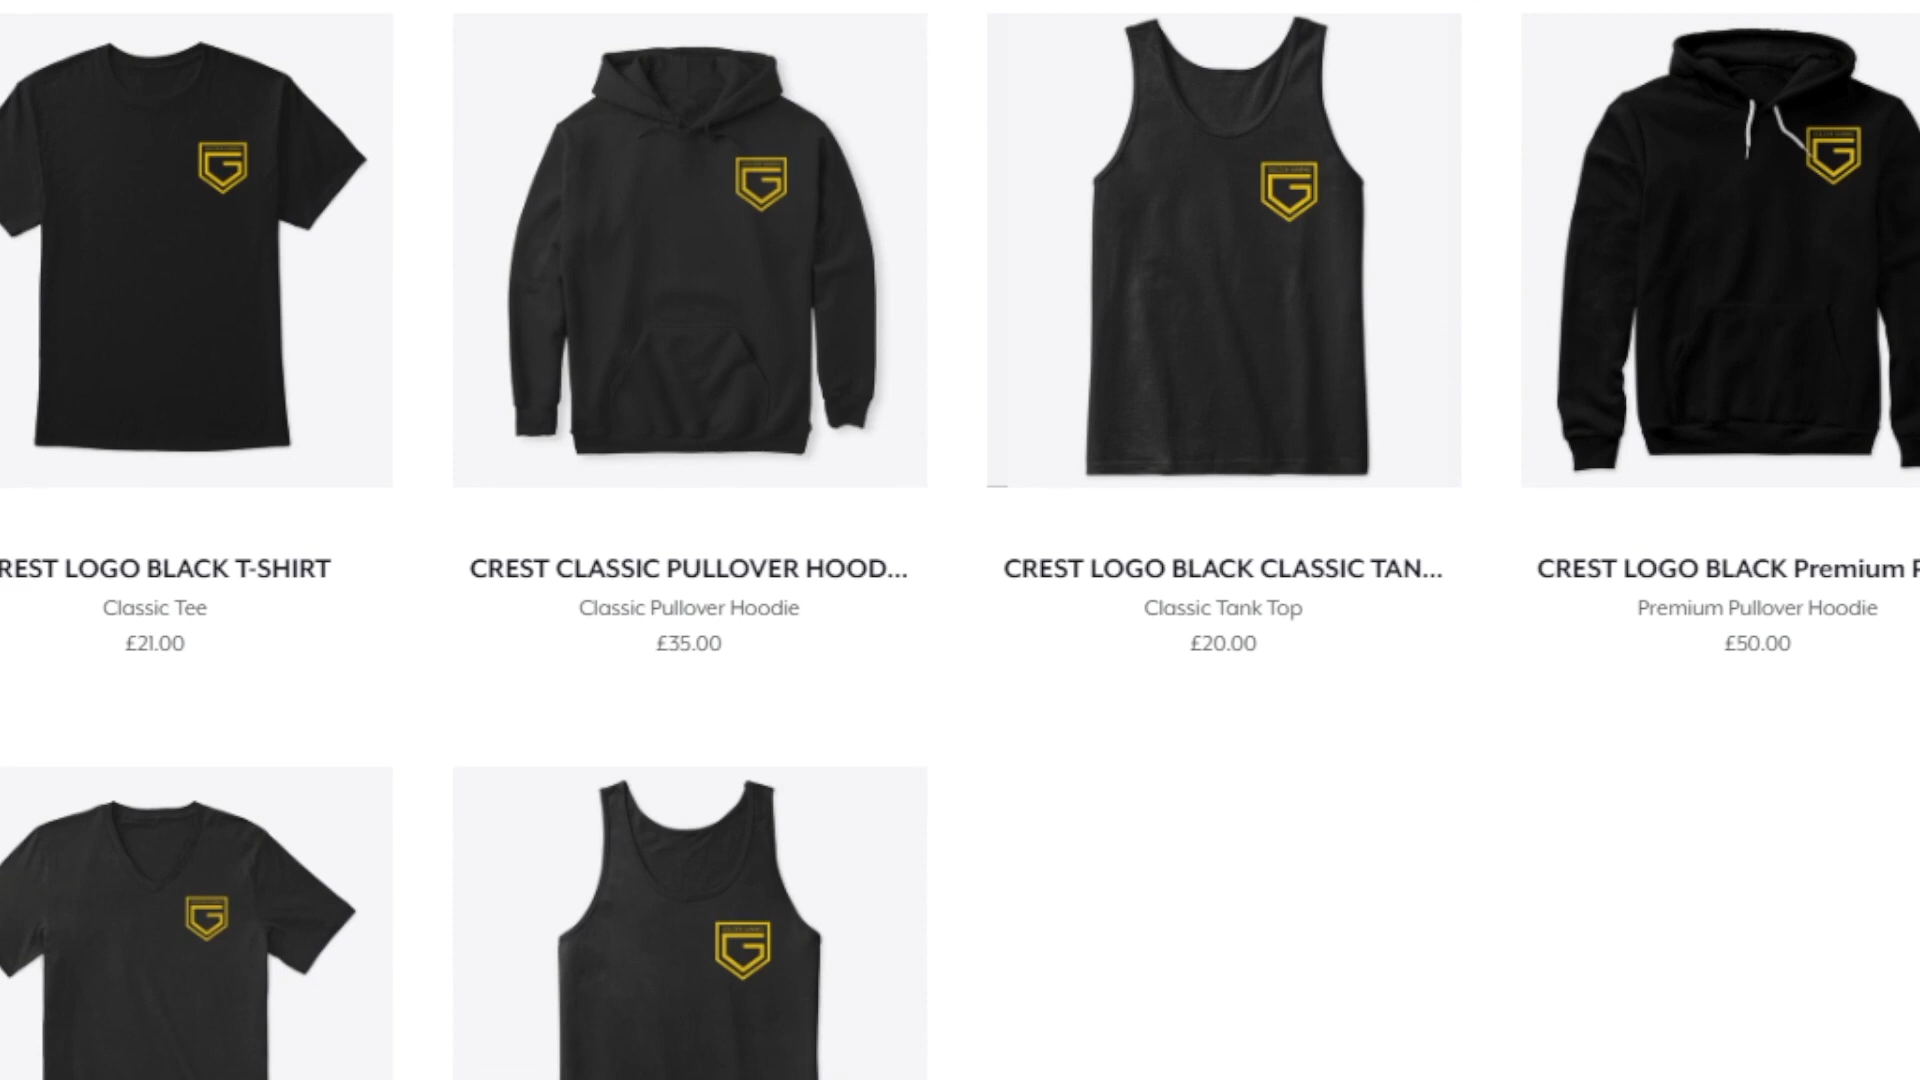 REST LOGO BLACK T-SHIRT
Classic Tee
£21.00
CREST CLASSIC PULLOVER HOOD...
Classic Pullover Hoodie
£35.00
CREST LOGO BLACK CLASSIC TAN...
Classic Tank Top
£20.00
CREST LOGO BLACK Premium P
Premium Pullover Hoodie
£50.00